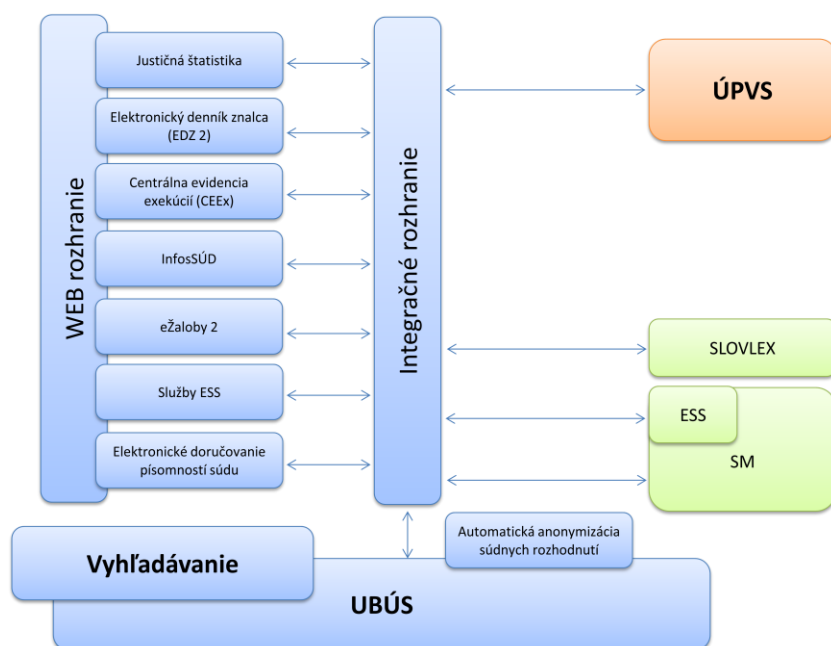 WEB rozhranie
Justičná štatistika
Elektronický denník znalca
(EDZ 2)
Centrálna evidencia
exekúcií (CEEx)
InfosSÚD
eŽaloby 2
Služby ESS
Elektronické doručovanie
písomností súdu
Integračné rozhranie
ÚPVS
SLOVLEX
ESS
SM
Automatická anonymizácia
súdnych rozhodnutí
Vyhľadávanie
UBÚS